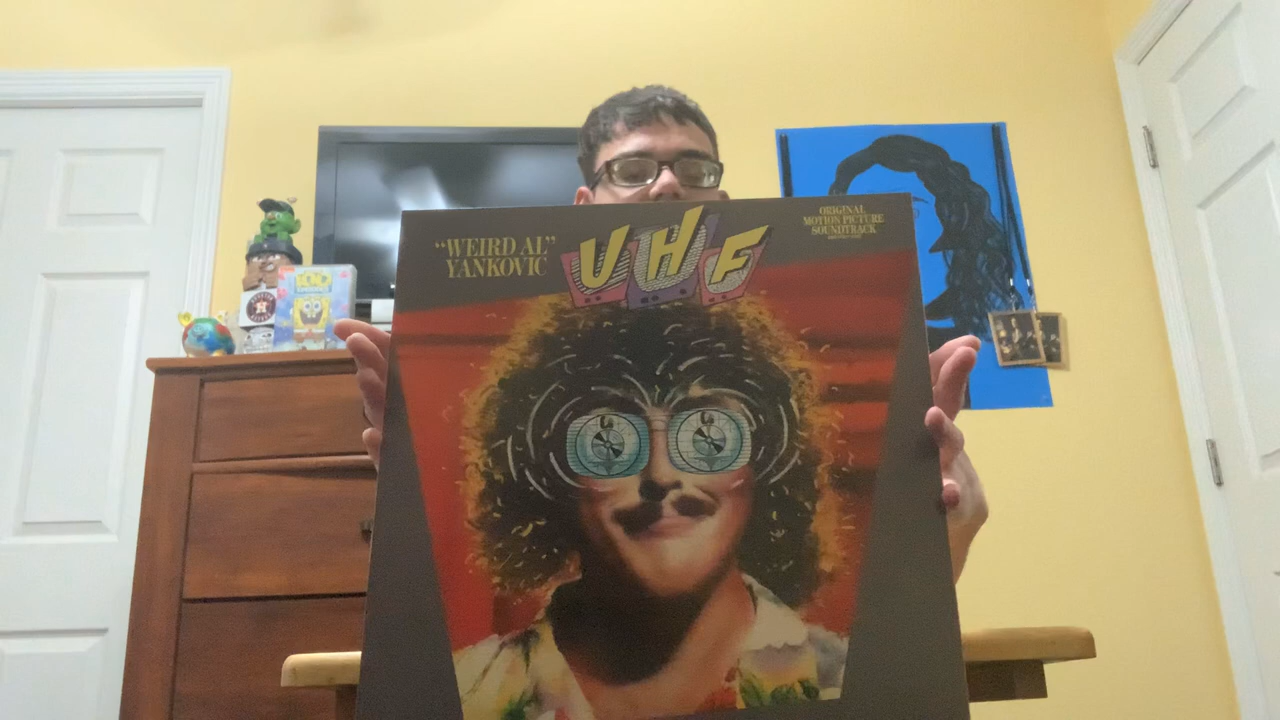 "WEIRD AL"
YANKOVIC
UHF
ORIGINAL
MOTION PICTURE
SOUNDTRACK
H